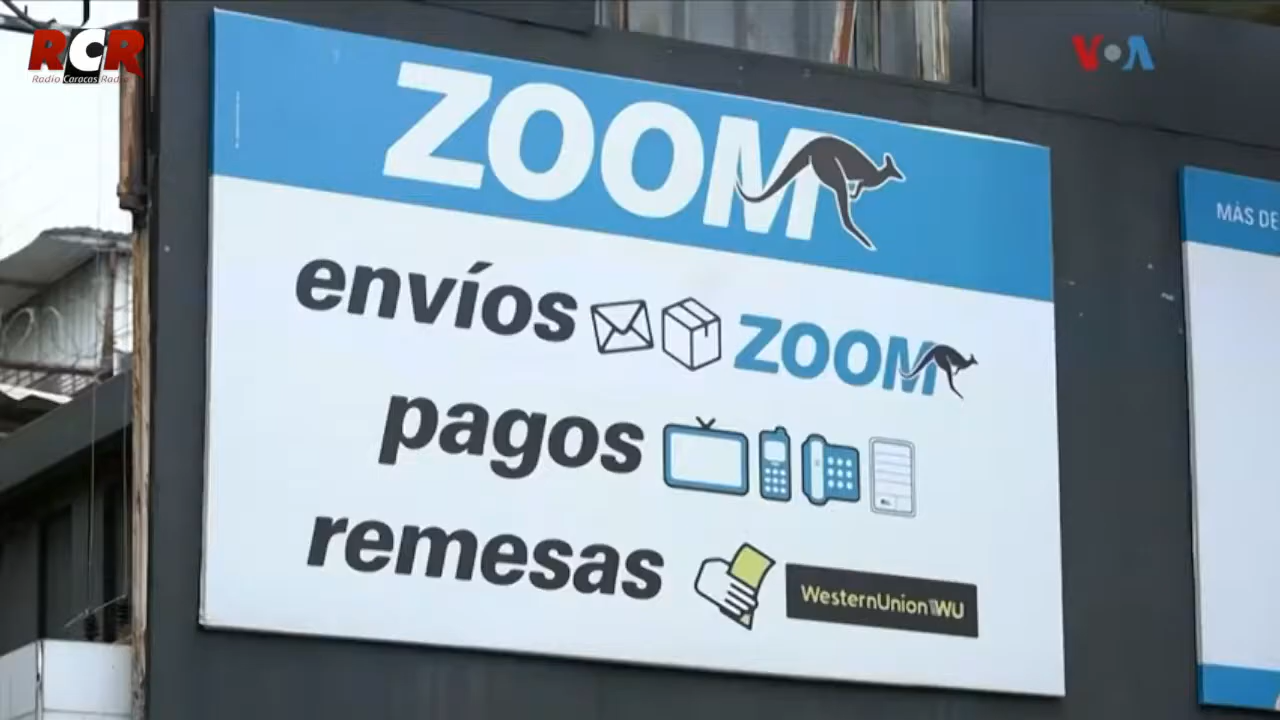 RCR
Radio Caracas Radio
VOA
ZOOM
MÁS DE
envíos ZOOM
pagos
remesas WesternUnion WU